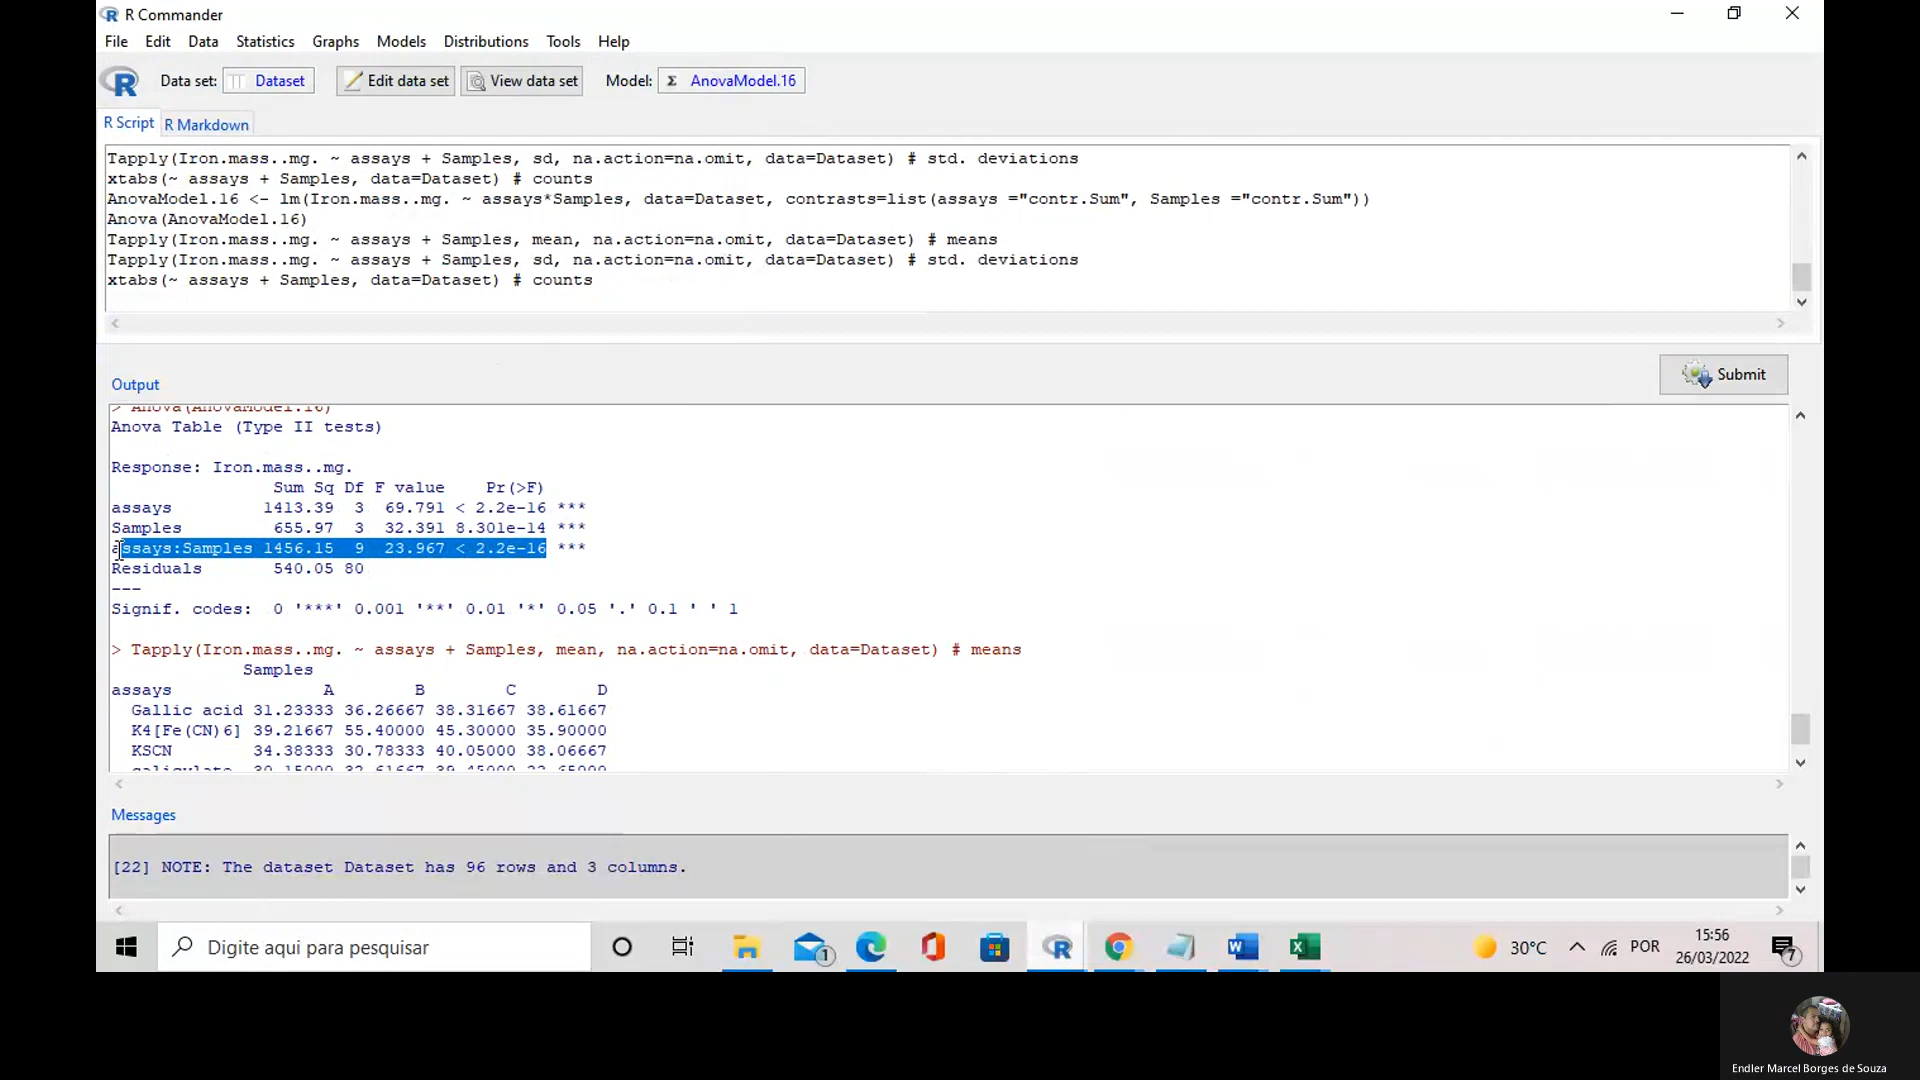 R Commander
File Edit Data Statistics Graphs Models Distributions Tools Help
Data set: Dataset Edit data set View data set Model: Σ AnovaModel.16
R Script R Markdown
Tapply(Iron.mass..mg. ~ assays + Samples, sd, na.action=na.omit, data=Dataset) # std. deviations
xtabs(~ assays + Samples, data=Dataset) # counts
AnovaModel.16 <- lm(Iron.mass..mg. ~ assays*Samples, data=Dataset, contrasts=list(assays ="contr.Sum", Samples ="contr.Sum"))
Anova(AnovaModel.16)
Tapply(Iron.mass..mg. ~ assays + Samples, mean, na.action=na.omit, data=Dataset) # means
Tapply(Iron.mass..mg. ~ assays + Samples, sd, na.action=na.omit, data=Dataset) # std. deviations
xtabs(~ assays + Samples, data=Dataset) # counts
Submit
Output
> Anova(AnovaModel.16)
Anova Table (Type II tests)
Response: Iron.mass..mg.
Sum Sq Df F value Pr(>F)
assays 1413.39 3 69.791 < 2.2e-16 ***
Samples 655.97 3 32.391 8.301e-14 ***
assays:Samples 1456.15 9 23.967 < 2.2e-16 ***
Residuals 540.05 80
---
Signif. codes: 0 '***' 0.001 '**' 0.01 '*' 0.05 '.' 0.1 ' ' 1
> Tapply(Iron.mass..mg. ~ assays + Samples, mean, na.action=na.omit, data=Dataset) # means
Samples
assays A B C D
Gallic acid 31.23333 36.26667 38.31667 38.61667
K4[Fe(CN)6] 39.21667 55.40000 45.30000 35.90000
KSCN 34.38333 30.78333 40.05000 38.06667
Messages
[22] NOTE: The dataset Dataset has 96 rows and 3 columns.
Digite aqui para pesquisar
1
30°C
POR
15:56
26/03/2022
7
Endler Marcel Borges de Souza